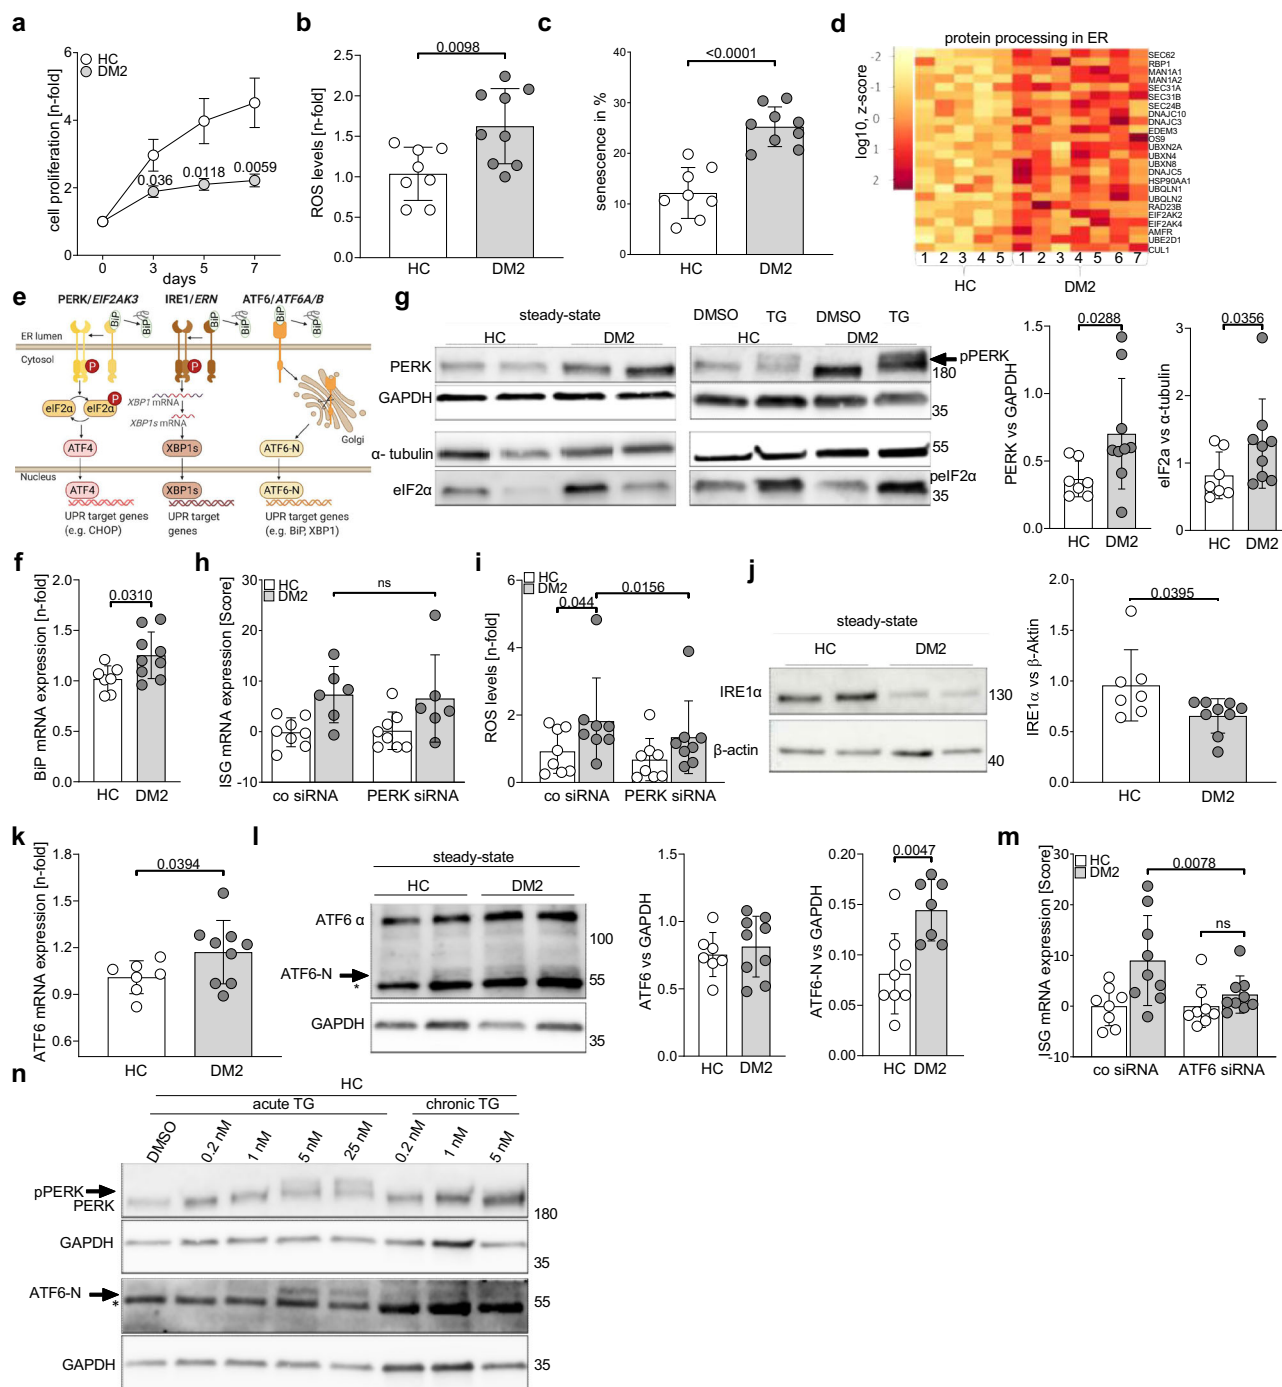 a
cell proliferation [n-fold]
6
4
2
0
HC
DM2
0.036
0.0118
0.0059
0
3
5
7
days
b
ROS levels [n-fold]
2.5
2.0
1.5
1.0
0.5
0.0
0.0098
HC
DM2
c
senescence in %
40
30
20
10
0
<0.0001
HC
DM2
d
protein processing in ER
log10, z-score
-2
-1
0
1
2
SEC62
RBP1
MAN1A1
MAN1A2
SEC31A
SEC31B
SEC24B
DNAJC10
DNAJC3
EDEM3
OS9
UBXN2A
UBXN4
UBXN8
DNAJC5
HSP90AA1
UBQLN1
UBQLN2
RAD23B
EIF2AK2
EIF2AK4
AMFR
UBE2D1
CUL1
1 2 3 4 5 1 2 3 4 5 6 7
HC
DM2
e
PERK/EIF2AK3
IRE1/ERN
ATF6/ATF6A/B
BiP
BiP
BiP
BiP
BiP
BiP
ER lumen
Cytosol
P
P
eIF2α
eIF2α
P
XBP1 mRNA
XBP1s mRNA
Golgi
ATF4
XBP1s
ATF6-N
Nucleus
ATF4
XBP1s
ATF6-N
UPR target genes
(e.g. CHOP)
UPR target
genes
UPR target genes
(e.g. BiP, XBP1)
g
steady-state
HC
DM2
DMSO
TG
DMSO
TG
HC
DM2
PERK
pPERK
180
GAPDH
35
α- tubulin
55
eIF2α
peIF2α
35
PERK vs GAPDH
1.5
1.0
0.5
0.0
0.0288
HC
DM2
eIF2a vs α-tubulin
3
2
1
0
0.0356
HC
DM2
f
BiP mRNA expression [n-fold]
2.0
1.5
1.0
0.5
0.0
0.0310
HC
DM2
h
ISG mRNA expression [Score]
30
20
10
0
-10
HC
DM2
ns
co siRNA
PERK siRNA
i
ROS levels [n-fold]
6
4
2
0
HC
DM2
0.044
0.0156
co siRNA
PERK siRNA
j
steady-state
HC
DM2
IRE1α
130
β-actin
40
IRE1α vs β-Aktin
2.0
1.5
1.0
0.5
0.0
0.0395
HC
DM2
k
ATF6 mRNA expression [n-fold]
1.8
1.5
1.2
0.9
0.6
0.0394
HC
DM2
l
steady-state
HC
DM2
ATF6 α
100
ATF6-N
*
55
GAPDH
35
ATF6 vs GAPDH
1.5
1.0
0.5
0.0
HC
DM2
ATF6-N vs GAPDH
0.20
0.15
0.10
0.05
0.00
0.0047
HC
DM2
m
ISG mRNA expression [Score]
30
20
10
0
-10
HC
DM2
0.0078
ns
co siRNA
ATF6 siRNA
n
HC
acute TG
chronic TG
DMSO
0.2 nM
1 nM
5 nM
25 nM
0.2 nM
1 nM
5 nM
pPERK
PERK
180
GAPDH
35
ATF6-N
*
55
GAPDH
35